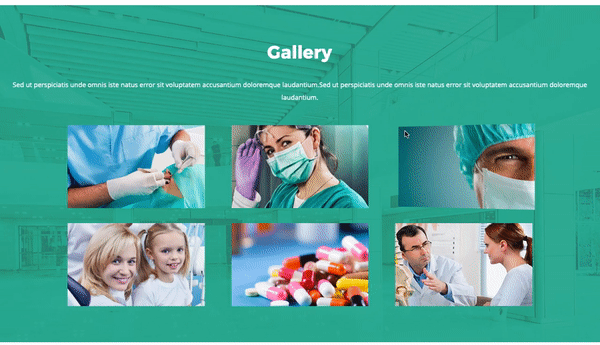 Gallery
Sed ut perspiciatis unde omnis iste natus error sit voluptatem accusantium doloremque laudantium.Sed ut perspiciatis unde omnis iste natus error sit voluptatem accusantium doloremque
laudantium.